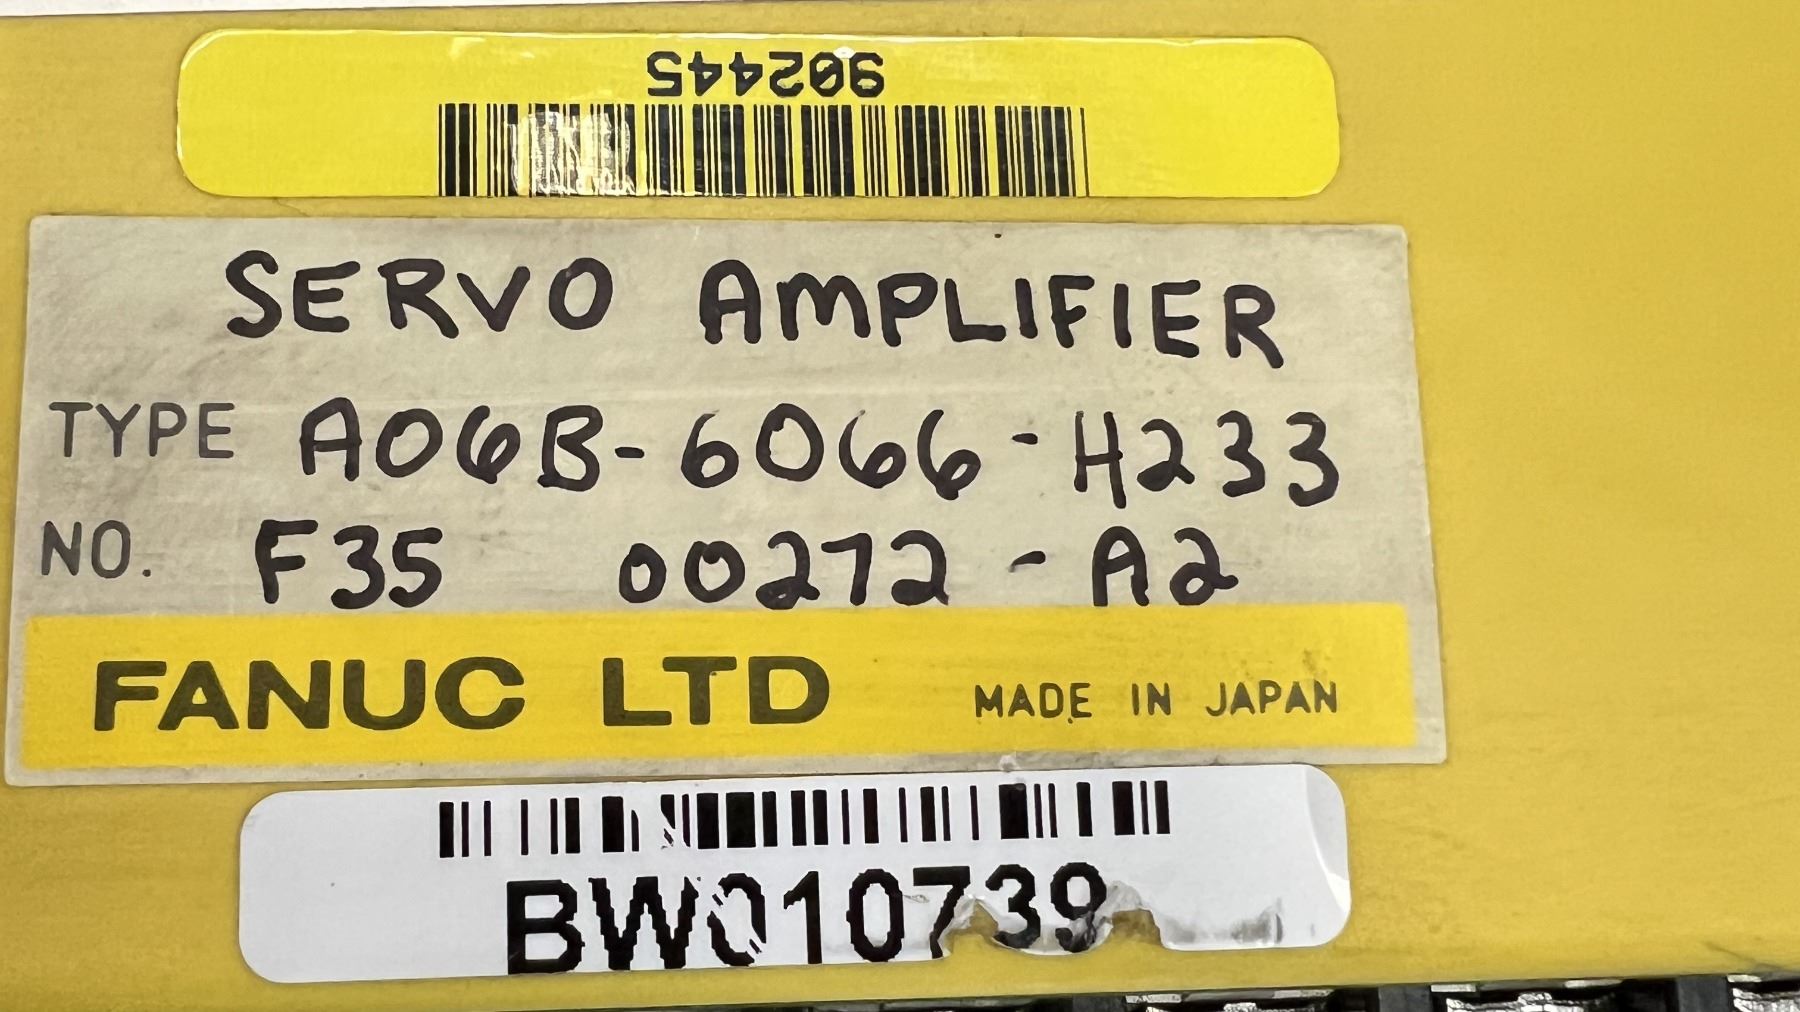 902445
SERVO AMPLIFIER
TYPE A06B-6066-H233
NO. F35 00272-A2
FANUC LTD MADE IN JAPAN
BW010739